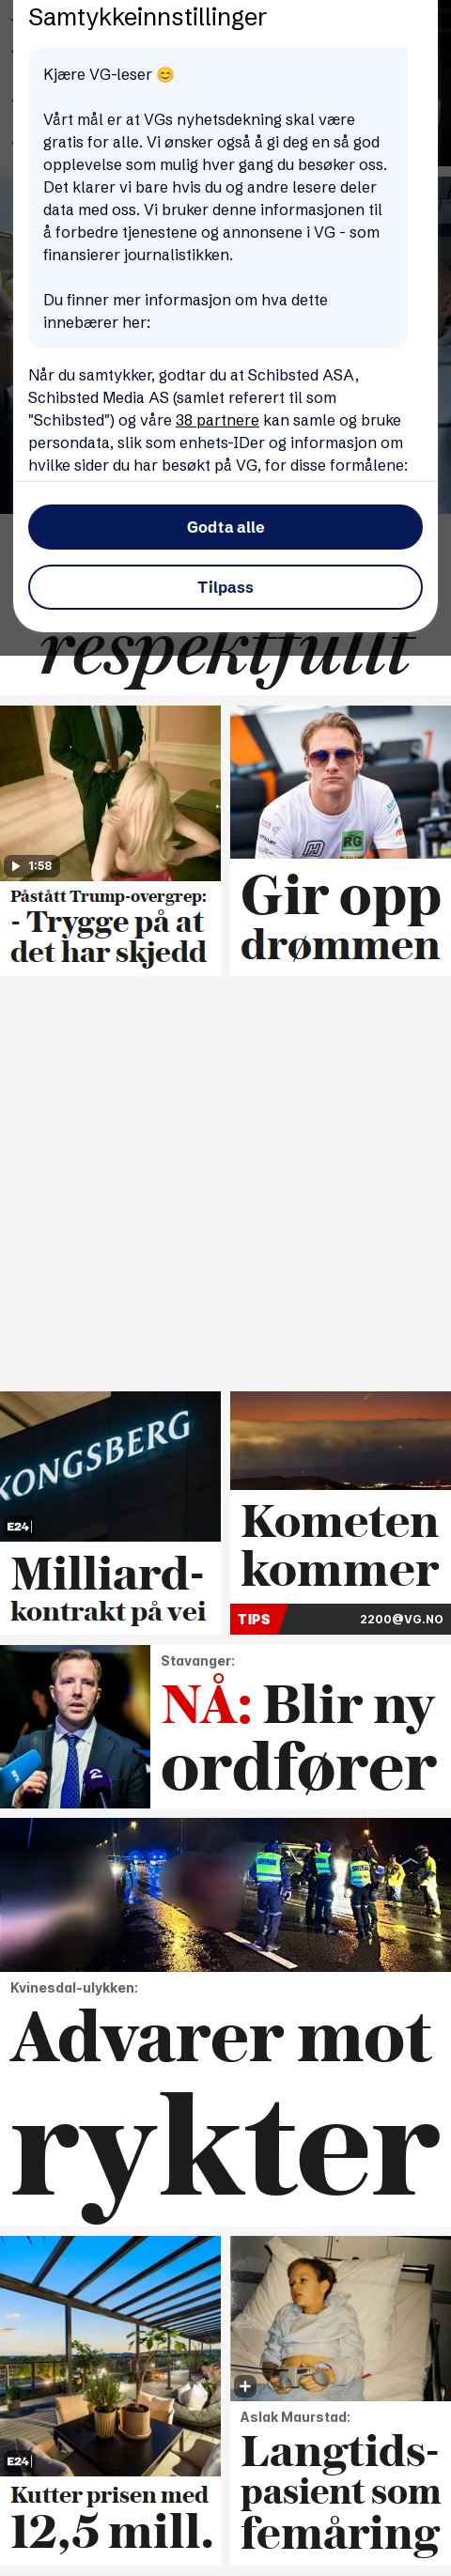 Samtykkeinnstillinger
Kjære VG-leser 😊
Vårt mål er at VGs nyhetsdekning skal være
gratis for alle. Vi ønsker også å gi deg en så god
opplevelse som mulig hver gang du besøker oss.
Det klarer vi bare hvis du og andre lesere deler
data med oss. Vi bruker denne informasjonen til
å forbedre tjenestene og annonsene i VG - som
finansierer journalistikken.
Du finner mer informasjon om hva dette
innebærer her:
Når du samtykker, godtar du at Schibsted ASA,
Schibsted Media AS (samlet referert til som
"Schibsted") og våre 38 partnere kan samle og bruke
persondata, slik som enhets-IDer og informasjon om
hvilke sider du har besøkt på VG, for disse formålene:
Godta alle
Tilpass
respektfullt
1:58
Påstått Trump-overgrep:
- Trygge på at
det har skjedd
RG
Gir opp
drømmen
KONGSBERG
E24
Milliard-
kontrakt på vei
Kometen
kommer
TIPS 2200@VG.NO
Stavanger:
NÅ: Blir ny
ordfører
Kvinesdal-ulykken:
Advarer mot
rykter
E24
Kutter prisen med
12,5 mill.
Aslak Maurstad:
Langtids-
pasient som
femåring